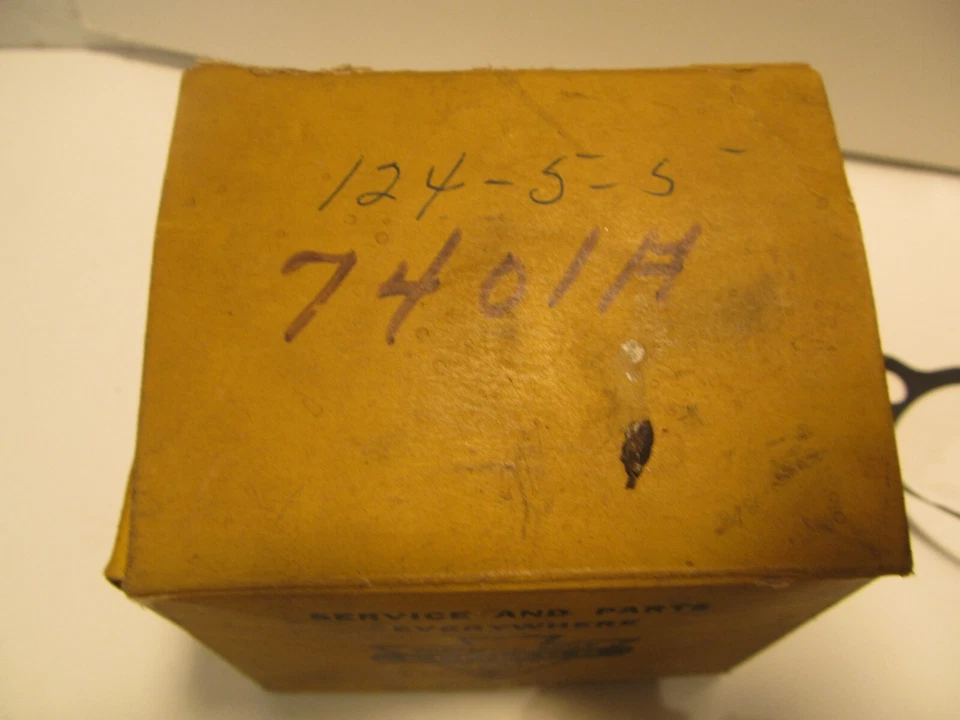 124-5-5
7401A
SERVICE AND PARTS
EVERYWHERE